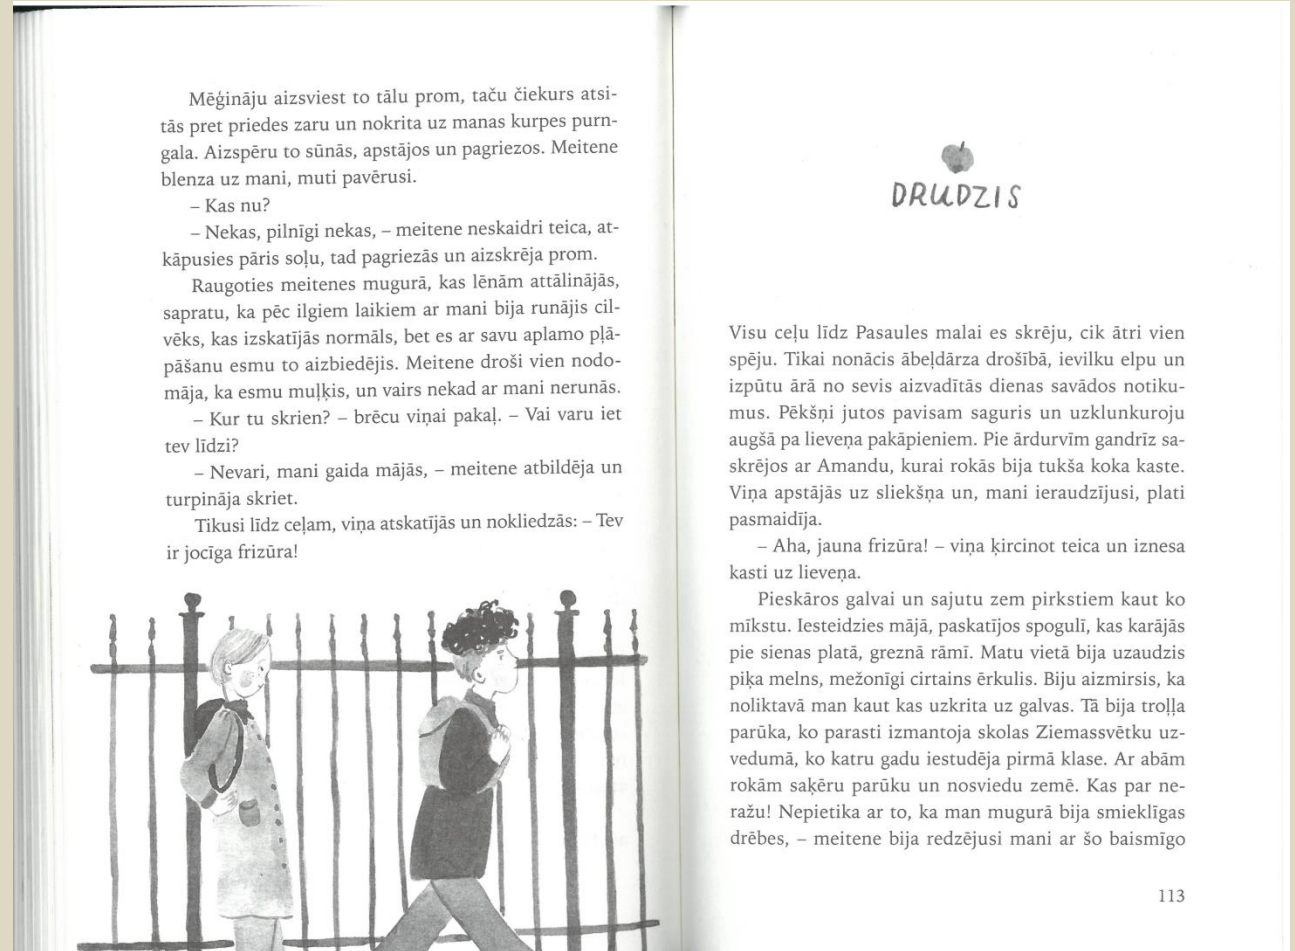 Mēģināju aizsviest to tālu prom, taču čiekurs atsi-
tās pret priedes zaru un nokrita uz manas kurpes purn-
gala. Aizspēru to sūnās, apstājos un pagriezos. Meitene
blenza uz mani, muti pavērusi.
– Kas nu?
– Nekas, pilnīgi nekas, – meitene neskaidri teica, at-
kāpusies pāris soļu, tad pagriezās un aizskrēja prom.
Raugoties meitenes mugurā, kas lēnām attālinājās,
sapratu, ka pēc ilgiem laikiem ar mani bija runājis cil-
vēks, kas izskatījās normāls, bet es ar savu aplamo pļā-
pāšanu esmu to aizbiedējis. Meitene droši vien nodo-
māja, ka esmu muļķis, un vairs nekad ar mani nerunās.
– Kur tu skrien? – brēcu viņai pakaļ. – Vai varu iet
tev līdzi?
– Nevari, mani gaida mājās, – meitene atbildēja un
turpināja skriet.
Tikusi līdz ceļam, viņa atskatījās un nokliedzās: – Tev
ir jocīga frizūra!
DRUDZIS
Visu ceļu līdz Pasaules malai es skrēju, cik ātri vien
spēju. Tikai nonācis ābeļdārza drošībā, ievilku elpu un
izpūtu ārā no sevis aizvadītās dienas savādos notiku-
mus. Pēkšņi jutos pavisam saguris un uzklunkuroju
augšā pa lieveņa pakāpieniem. Pie ārdurvīm gandrīz sa-
skrējos ar Amandu, kurai rokās bija tukša koka kaste.
Viņa apstājās uz sliekšņa un, mani ieraudzījusi, plati
pasmaidīja.
– Aha, jauna frizūra! – viņa ķircinot teica un iznesa
kasti uz lieveņa.
Pieskāros galvai un sajutu zem pirkstiem kaut ko
mīkstu. Iesteidzies mājā, paskatījos spogulī, kas karājās
pie sienas platā, greznā rāmī. Matu vietā bija uzaudzis
piķa melns, mežonīgi cirtains ērkulis. Biju aizmirsis, ka
noliktavā man kaut kas uzkrita uz galvas. Tā bija troļļa
parūka, ko parasti izmantoja skolas Ziemassvētku uz-
vedumā, ko katru gadu iestudēja pirmā klase. Ar abām
rokām saķēru parūku un nosviedu zemē. Kas par ne-
ražu! Nepietika ar to, ka man mugurā bija smieklīgas
drēbes, – meitene bija redzējusi mani ar šo baismīgo
113